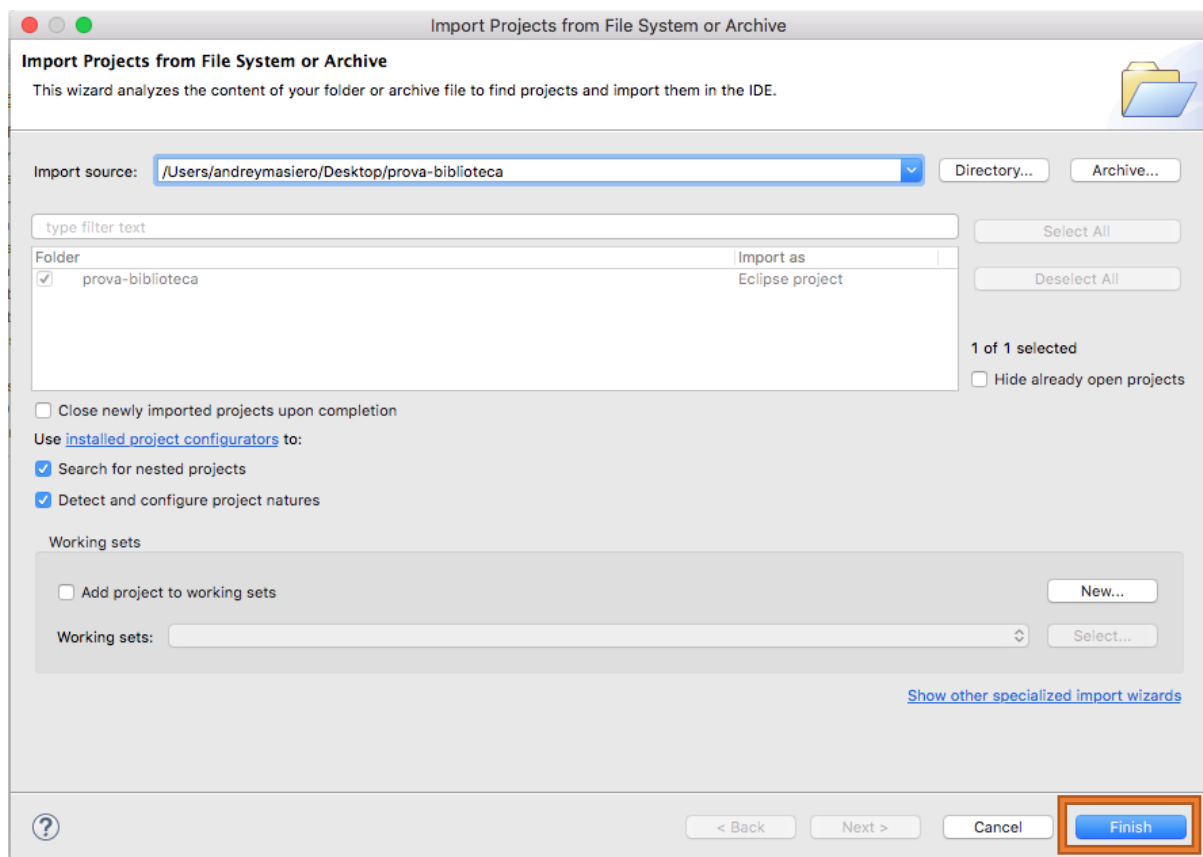 Import Projects from File System or Archive
Import Projects from File System or Archive
This wizard analyzes the content of your folder or archive file to find projects and import them in the IDE.
Import source: /Users/andreymasiero/Desktop/prova-biblioteca Directory... Archive...
type filter text Select All
Folder Import as
prova-biblioteca Eclipse project Deselect All
1 of 1 selected
Hide already open projects
Close newly imported projects upon completion
Use installed project configurators to:
Search for nested projects
Detect and configure project natures
Working sets
Add project to working sets New...
Working sets: Select...
Show other specialized import wizards
? < Back Next > Cancel Finish